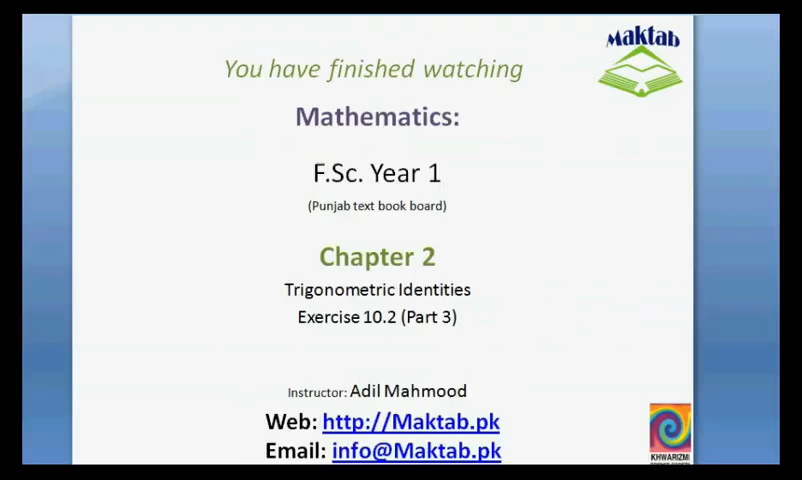 Maktab
You have finished watching
Mathematics:
F.Sc. Year 1
(Punjab text book board)
Chapter 2
Trigonometric Identities
Exercise 10.2 (Part 3)
Instructor: Adil Mahmood
Web: http://Maktab.pk
Email: info@Maktab.pk
KHWARIZMI